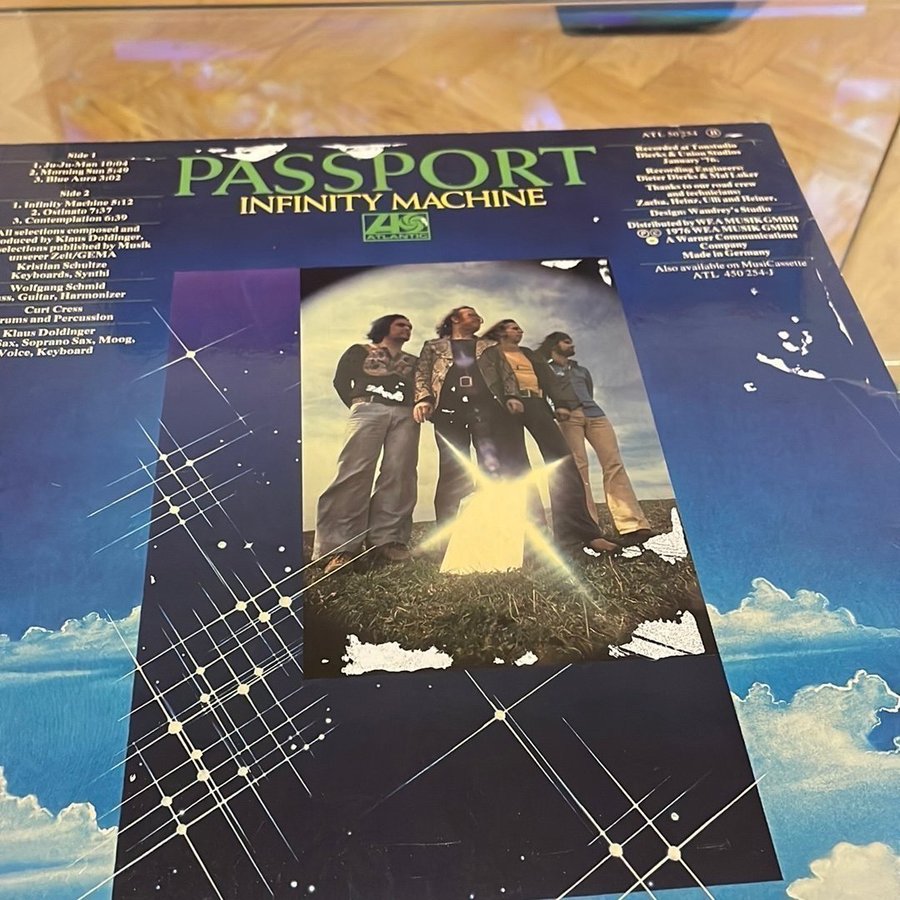 Side 1
1. Ju-Ju-Man 10:04
2. Morning Sun 5:49
3. Blue Aura 3:02
Side 2
1. Infinity Machine 5:12
2. Ostinato 7:37
3. Contemplation 6:39
All selections composed and
produced by Klaus Doldinger,
selections published by Musik
unserer Zeit/GEMA
Kristian Schultze
Keyboards, Synthi
Wolfgang Schmid
Bass, Guitar, Harmonizer
Curt Cress
Drums and Percussion
Klaus Doldinger
Sax, Soprano Sax, Moog,
Voice, Keyboard
PASSPORT
INFINITY MACHINE
ATLANTIC
ATL 50 254 Ⓑ
Recorded at Tonstudio
Dierks & Union Studios
January '76.
Recording Engineers:
Dieter Dierks & Mal Luker
Thanks to our road crew
and technicions:
Zacha, Heinz, Ulli and Heiner.
Design: Wandrey's Studio
Distributed by WEA MUSIK GMBH
Ⓟ © 1976 WEA MUSIK GMBH
A Warner Communications
Company
Made in Germany
Also available on MusiCassette
ATL 450 254-J